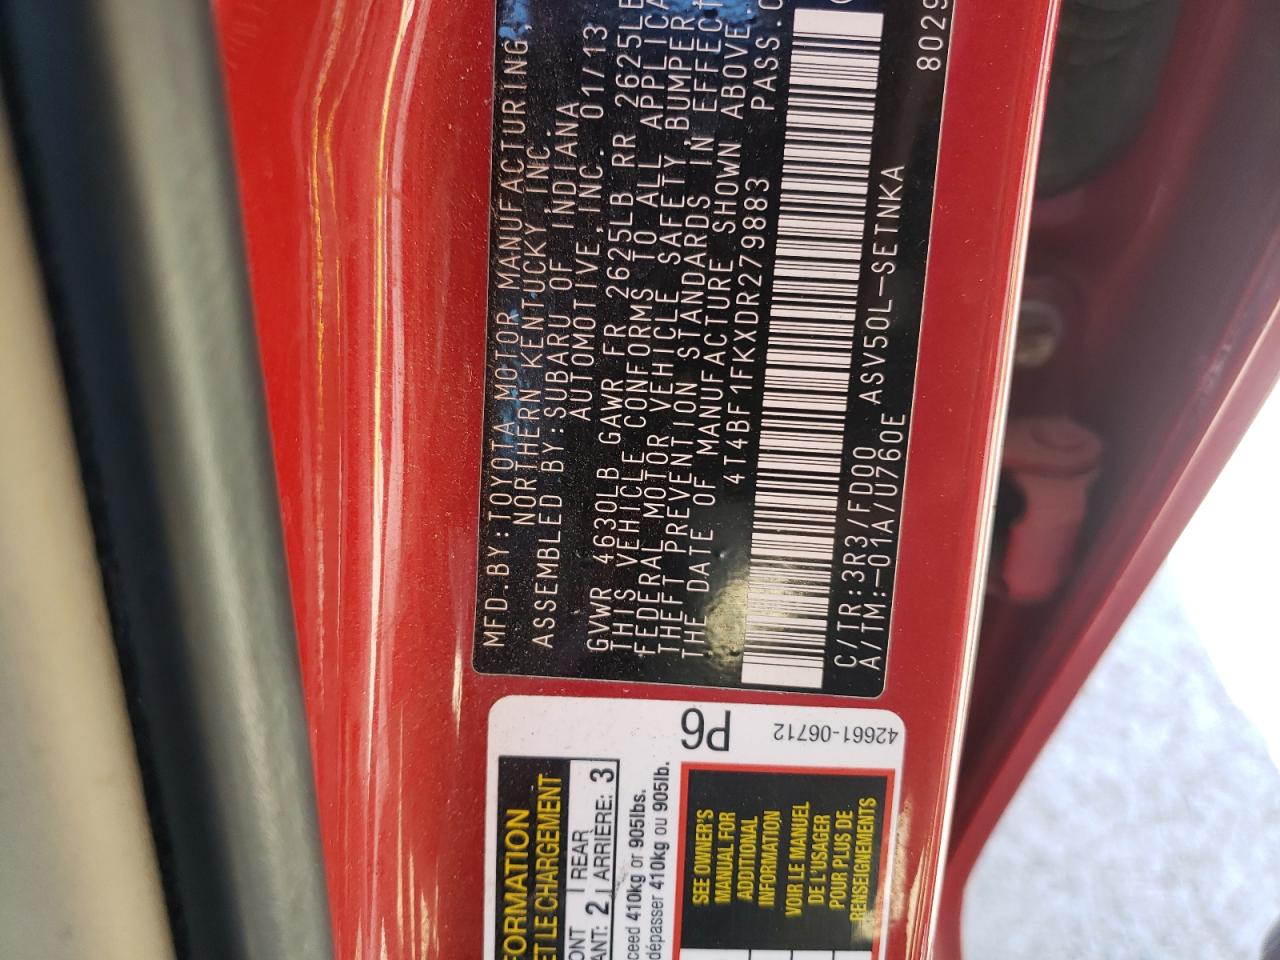 MFD.BY:TOYOTA MOTOR MANUFACTURING,
NORTHERN KENTUCKY, INC.
ASSEMBLED BY:SUBARU OF INDIANA
AUTOMOTIVE,INC. 01/13
GVWR 4630LB GAWR FR 2625LB RR 2625LB
THIS VEHICLE CONFORMS TO ALL
FEDERAL MOTOR VEHICLE SAFETY,BUMPER
THEFT PREVENTION STANDARDS IN
THE DATE OF MANUFACTURE SHOWN ABOVE.
4T4BF1FKXDR279883 PASS.
C/TR:3R3/FD00 ASV50L-SETNKA
A/TM:-01A/U760E
8029
P6
42661-06712
ET LE CHARGEMENT
REAR
2 ARRIÈRE: 3
410kg or 905lbs.
dépasser 410kg ou 905lb.
SEE OWNER'S
MANUAL FOR
ADDITIONAL
INFORMATION
VOIR LE MANUEL
DE L'USAGER
POUR PLUS DE
RENSEIGNEMENTS